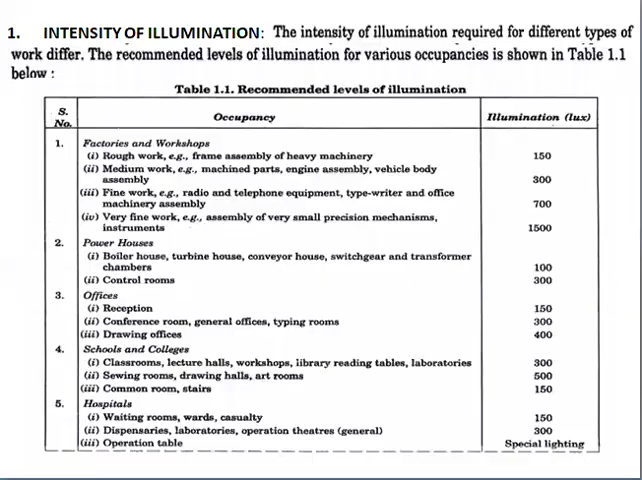 1. INTENSITY OF ILLUMINATION: The intensity of illumination required for different types of
work differ. The recommended levels of illumination for various occupancies is shown in Table 1.1
below :
Table 1.1. Recommended levels of illumination
S. No. Occupancy Illumination (lux)
1. Factories and Workshops
(i) Rough work, e.g., frame assembly of heavy machinery 150
(ii) Medium work, e.g., machined parts, engine assembly, vehicle body
assembly 300
(iii) Fine work, e.g., radio and telephone equipment, type-writer and office
machinery assembly 700
(iv) Very fine work, e.g., assembly of very small precision mechanisms,
instruments 1500
2. Power Houses
(i) Boiler house, turbine house, conveyor house, switchgear and transformer
chambers 100
(ii) Control rooms 300
3. Offices
(i) Reception 150
(ii) Conference room, general offices, typing rooms 300
(iii) Drawing offices 400
4. Schools and Colleges
(i) Classrooms, lecture halls, workshops, library reading tables, laboratories 300
(ii) Sewing rooms, drawing halls, art rooms 500
(iii) Common room, stairs 150
5. Hospitals
(i) Waiting rooms, wards, casualty 150
(ii) Dispensaries, laboratories, operation theatres (general) 300
(iii) Operation table Special lighting